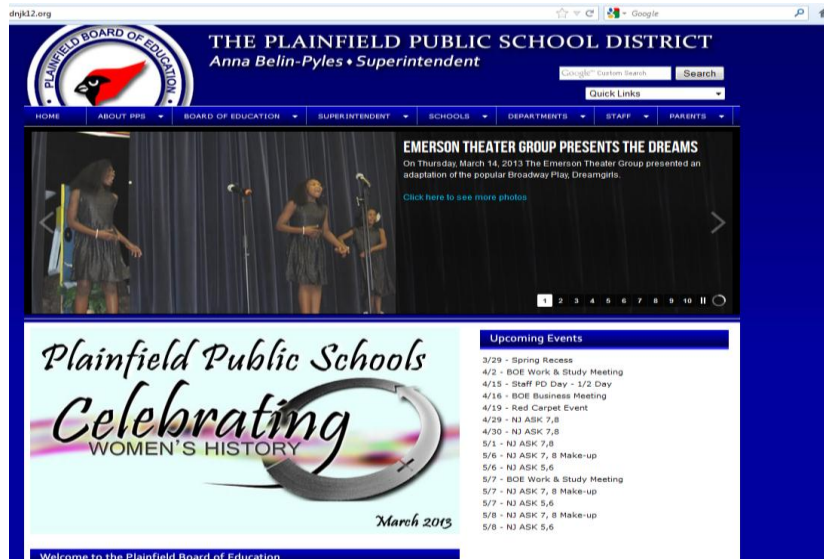 dnjk12.org
Google
PLAINFIELD BOARD OF EDUCATION
THE PLAINFIELD PUBLIC SCHOOL DISTRICT
Anna Belin-Pyles • Superintendent
Google™ Custom Search
Search
Quick Links
HOME ABOUT PPS BOARD OF EDUCATION SUPERINTENDENT SCHOOLS DEPARTMENTS STAFF PARENTS
EMERSON THEATER GROUP PRESENTS THE DREAMS
On Thursday, March 14, 2013 The Emerson Theater Group presented an
adaptation of the popular Broadway Play, Dreamgirls.
Click here to see more photos
1 2 3 4 5 6 7 8 9 10
Plainfield Public Schools
Celebrating
WOMEN'S HISTORY
March 2013
Upcoming Events
3/29 - Spring Recess
4/2 - BOE Work & Study Meeting
4/15 - Staff PD Day - 1/2 Day
4/16 - BOE Business Meeting
4/19 - Red Carpet Event
4/29 - NJ ASK 7,8
4/30 - NJ ASK 7,8
5/1 - NJ ASK 7,8
5/6 - NJ ASK 7, 8 Make-up
5/6 - NJ ASK 5,6
5/7 - BOE Work & Study Meeting
5/7 - NJ ASK 7, 8 Make-up
5/7 - NJ ASK 5,6
5/8 - NJ ASK 7, 8 Make-up
5/8 - NJ ASK 5,6
Welcome to the Plainfield Board of Education